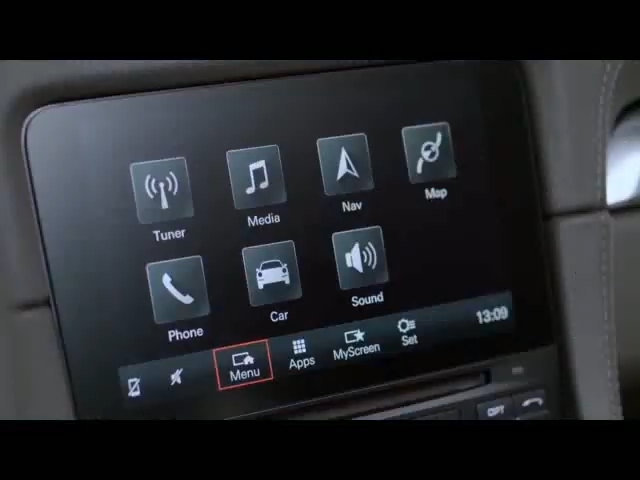 Tuner
Media
Nav
Map
Phone
Car
Sound
Menu
Apps
MyScreen
Set
13:09
OPT